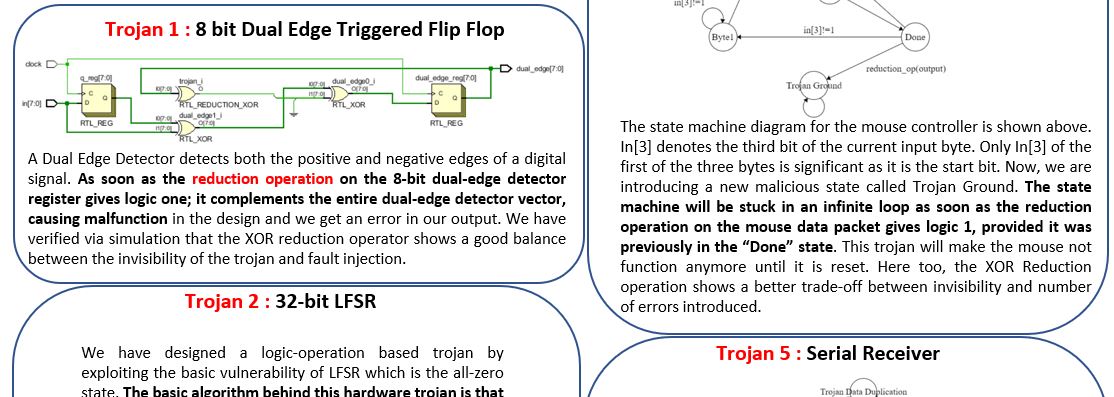 Trojan 1 : 8 bit Dual Edge Triggered Flip Flop
clock
in[7:0]
q_reg[7:0]
C
D
Q
RTL_REG
trojan_i
I0[7:0]
O
RTL_REDUCTION_XOR
dual_edge1_i
I0[7:0]
I1[7:0]
O[7:0]
RTL_XOR
dual_edge0_i
I0[7:0]
I1[7:0]
O[7:0]
RTL_XOR
dual_edge_reg[7:0]
C
D
Q
RTL_REG
dual_edge[7:0]
A Dual Edge Detector detects both the positive and negative edges of a digital
signal. As soon as the reduction operation on the 8-bit dual-edge detector
register gives logic one; it complements the entire dual-edge detector vector,
causing malfunction in the design and we get an error in our output. We have
verified via simulation that the XOR reduction operator shows a good balance
between the invisibility of the trojan and fault injection.
Trojan 2 : 32-bit LFSR
We have designed a logic-operation based trojan by
exploiting the basic vulnerability of LFSR which is the all-zero
state. The basic algorithm behind this hardware trojan is that
in[3]!=1
Byte1
in[3]!=1
Done
reduction_op(output)
Trojan Ground
The state machine diagram for the mouse controller is shown above.
In[3] denotes the third bit of the current input byte. Only In[3] of the
first of the three bytes is significant as it is the start bit. Now, we are
introducing a new malicious state called Trojan Ground. The state
machine will be stuck in an infinite loop as soon as the reduction
operation on the mouse data packet gives logic 1, provided it was
previously in the “Done” state. This trojan will make the mouse not
function anymore until it is reset. Here too, the XOR Reduction
operation shows a better trade-off between invisibility and number
of errors introduced.
Trojan 5 : Serial Receiver
Trojan Data Duplication